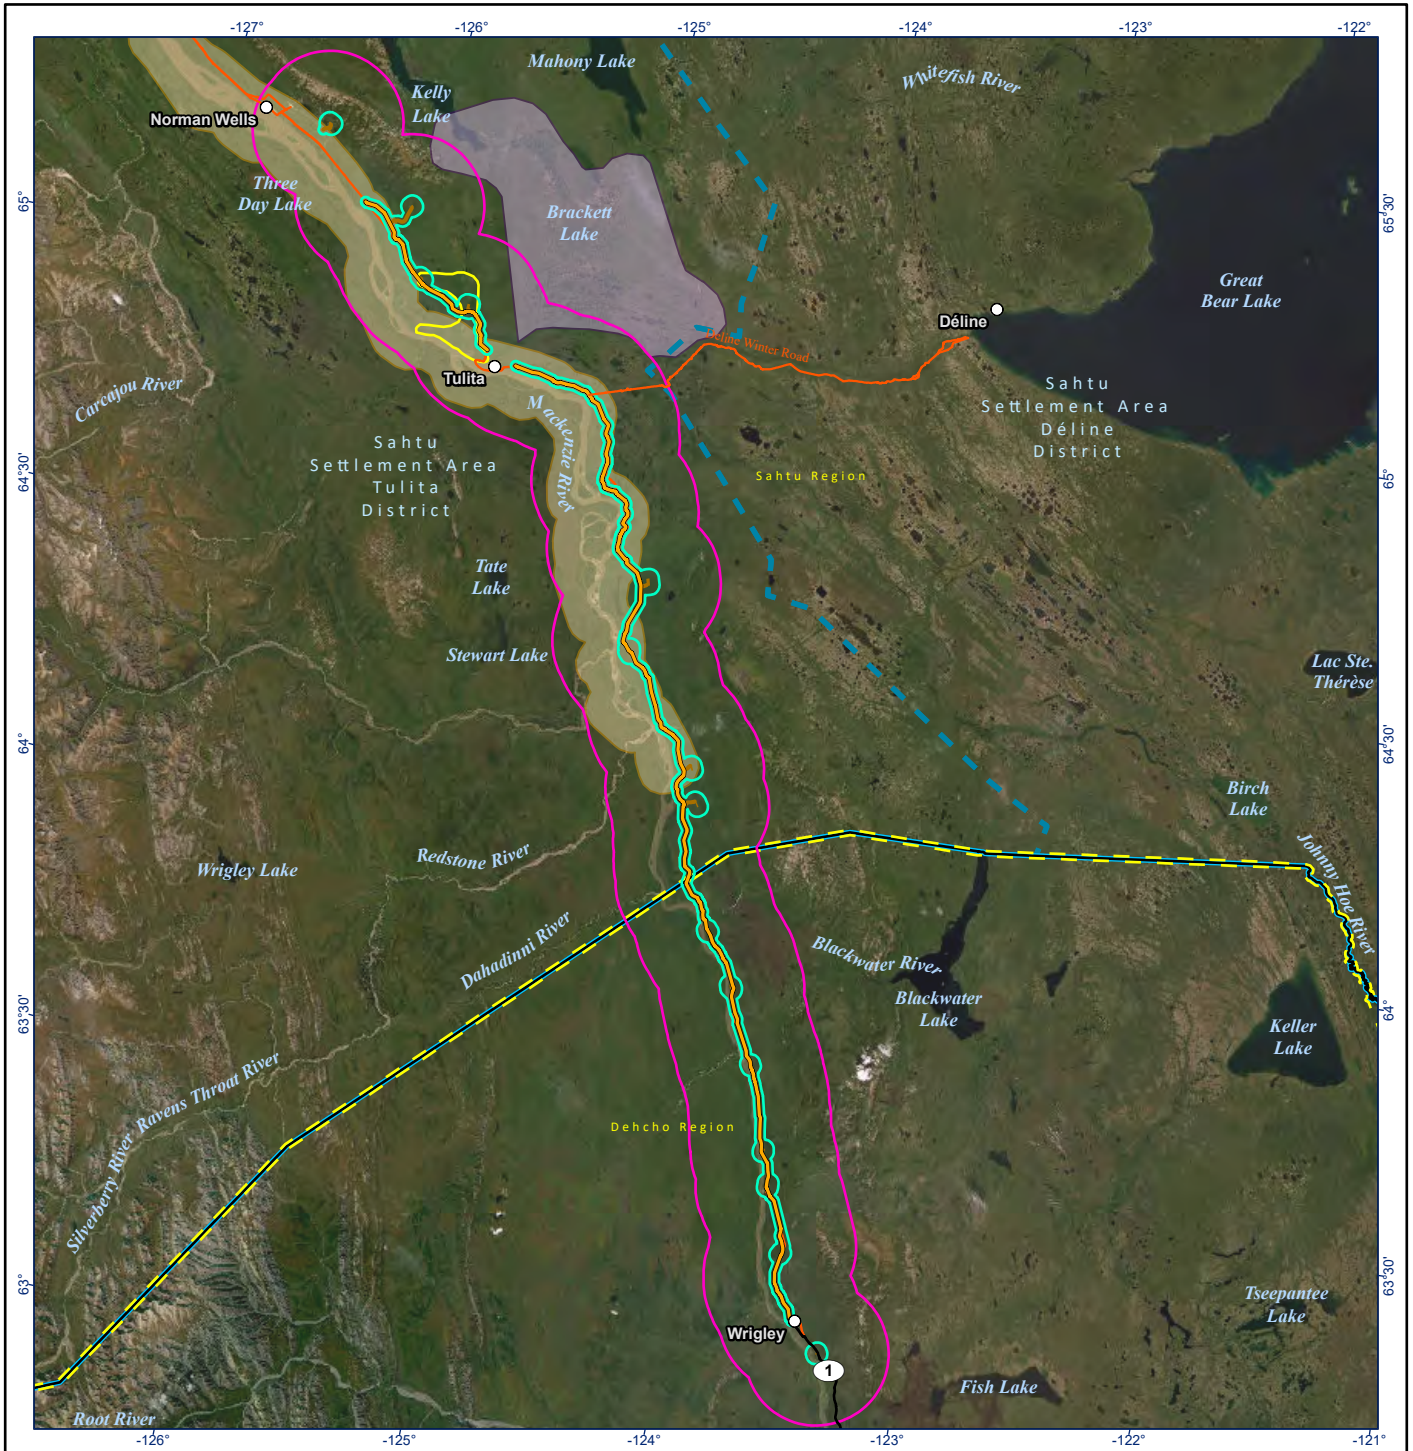 -127°
-126°
-125°
-124°
-123°
-122°
Mahony Lake
Whitefish River
Kelly
Lake
Norman Wells
Three
Day Lake
65°
65°30'
Brackett
Lake
Great
Bear Lake
Déline
Déline Winter Road
Tulita
Carcajou River
Mackenzie River
Sahtu
Settlement Area
Déline
District
Sahtu
Settlement Area
Tulita
District
64°30'
65°
Sahtu Region
Tate
Lake
Stewart Lake
Lac Ste.
Thérèse
64°
64°30'
Birch
Lake
Johnny Hoe River
Redstone River
Wrigley Lake
Dahadinni River
Blackwater River
Blackwater
Lake
63°30'
64°
Keller
Lake
Ravens Throat River
Silverberry River
Dehcho Region
63°
63°30'
Tseepantee
Lake
Wrigley
1
Fish Lake
Root River
-126°
-125°
-124°
-123°
-122°
-121°